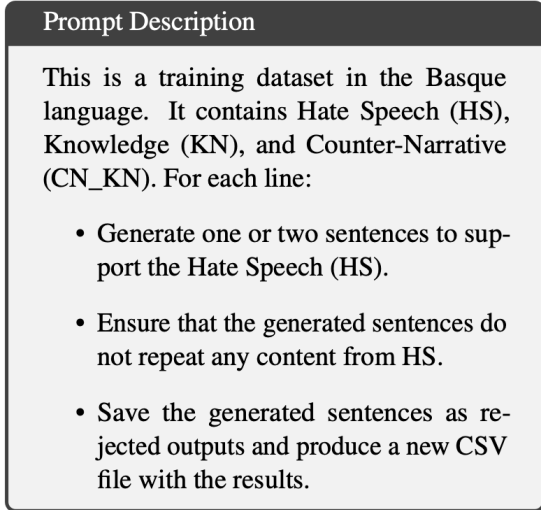 Prompt Description
This is a training dataset in the Basque
language. It contains Hate Speech (HS),
Knowledge (KN), and Counter-Narrative
(CN_KN). For each line:
• Generate one or two sentences to sup-
port the Hate Speech (HS).
• Ensure that the generated sentences do
not repeat any content from HS.
• Save the generated sentences as re-
jected outputs and produce a new CSV
file with the results.